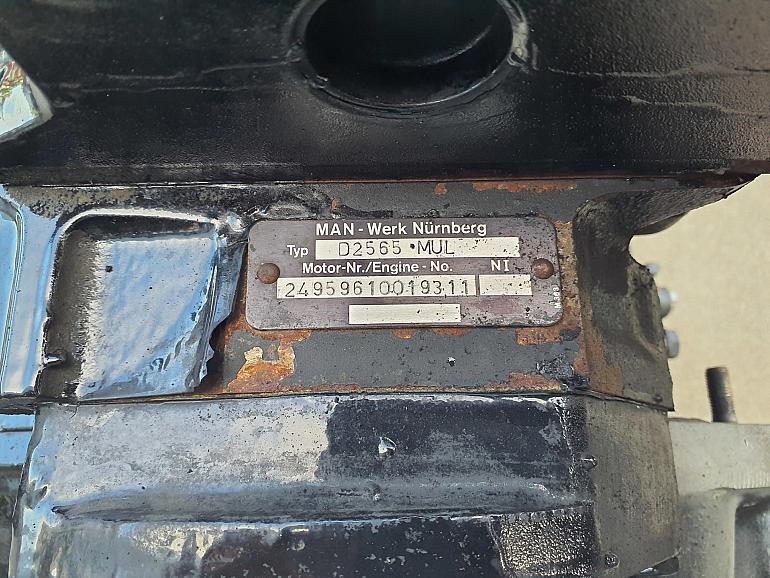 MAN - Werk Nürnberg
Typ D2565 MUL
Motor-Nr./Engine - No. NI
24959610019311